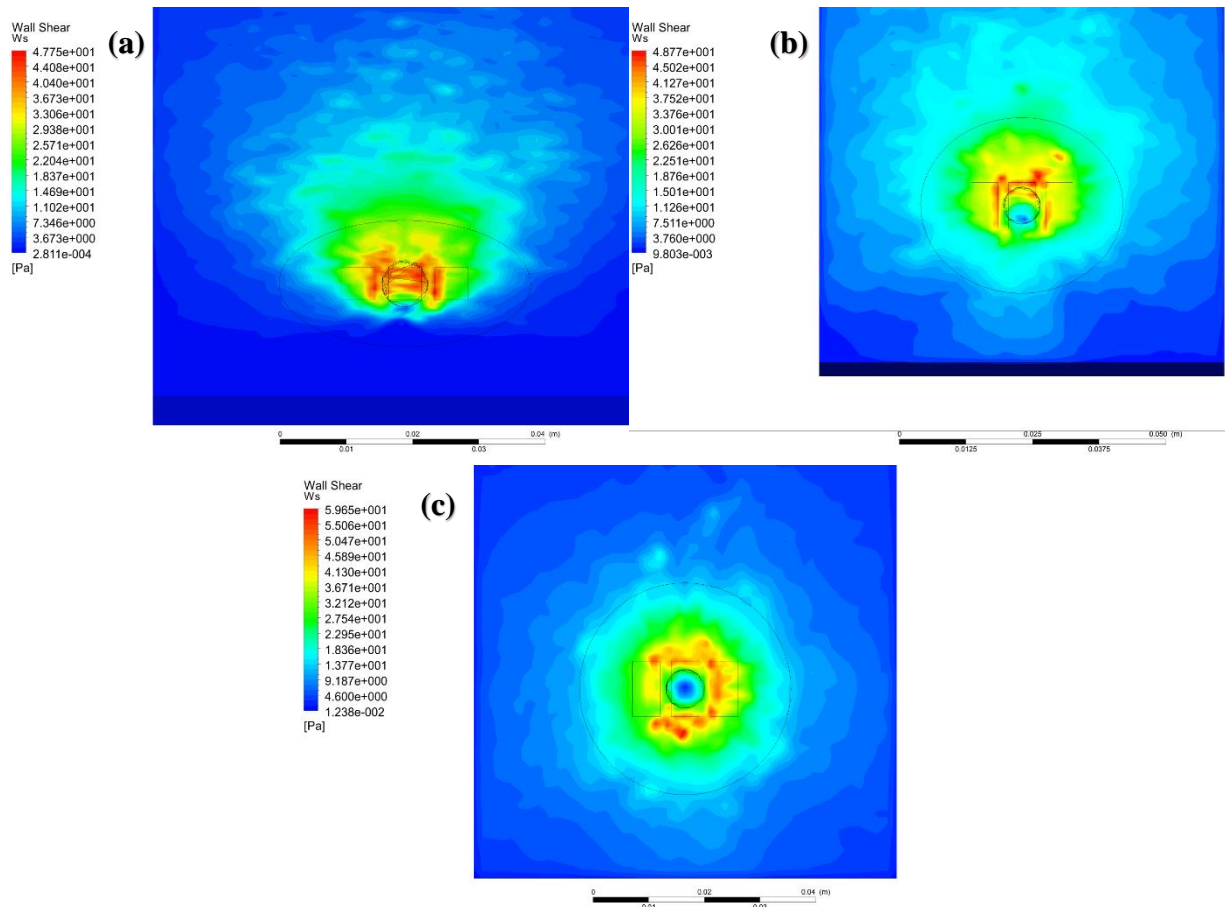 Wall Shear
Ws
(a)
4.775e+001
4.408e+001
4.040e+001
3.673e+001
3.306e+001
2.938e+001
2.571e+001
2.204e+001
1.837e+001
1.469e+001
1.102e+001
7.346e+000
3.673e+000
2.811e-004
[Pa]
0 0.02 0.04 (m)
0.01 0.03
Wall Shear
Ws
(b)
4.877e+001
4.502e+001
4.127e+001
3.752e+001
3.376e+001
3.001e+001
2.626e+001
2.251e+001
1.876e+001
1.501e+001
1.126e+001
7.511e+000
3.760e+000
9.803e-003
[Pa]
0 0.025 0.050 (m)
0.0125 0.0375
Wall Shear
Ws
(c)
5.965e+001
5.506e+001
5.047e+001
4.589e+001
4.130e+001
3.671e+001
3.212e+001
2.754e+001
2.295e+001
1.836e+001
1.377e+001
9.187e+000
4.600e+000
1.238e-002
[Pa]
0 0.02 0.04 (m)
0.01 0.03